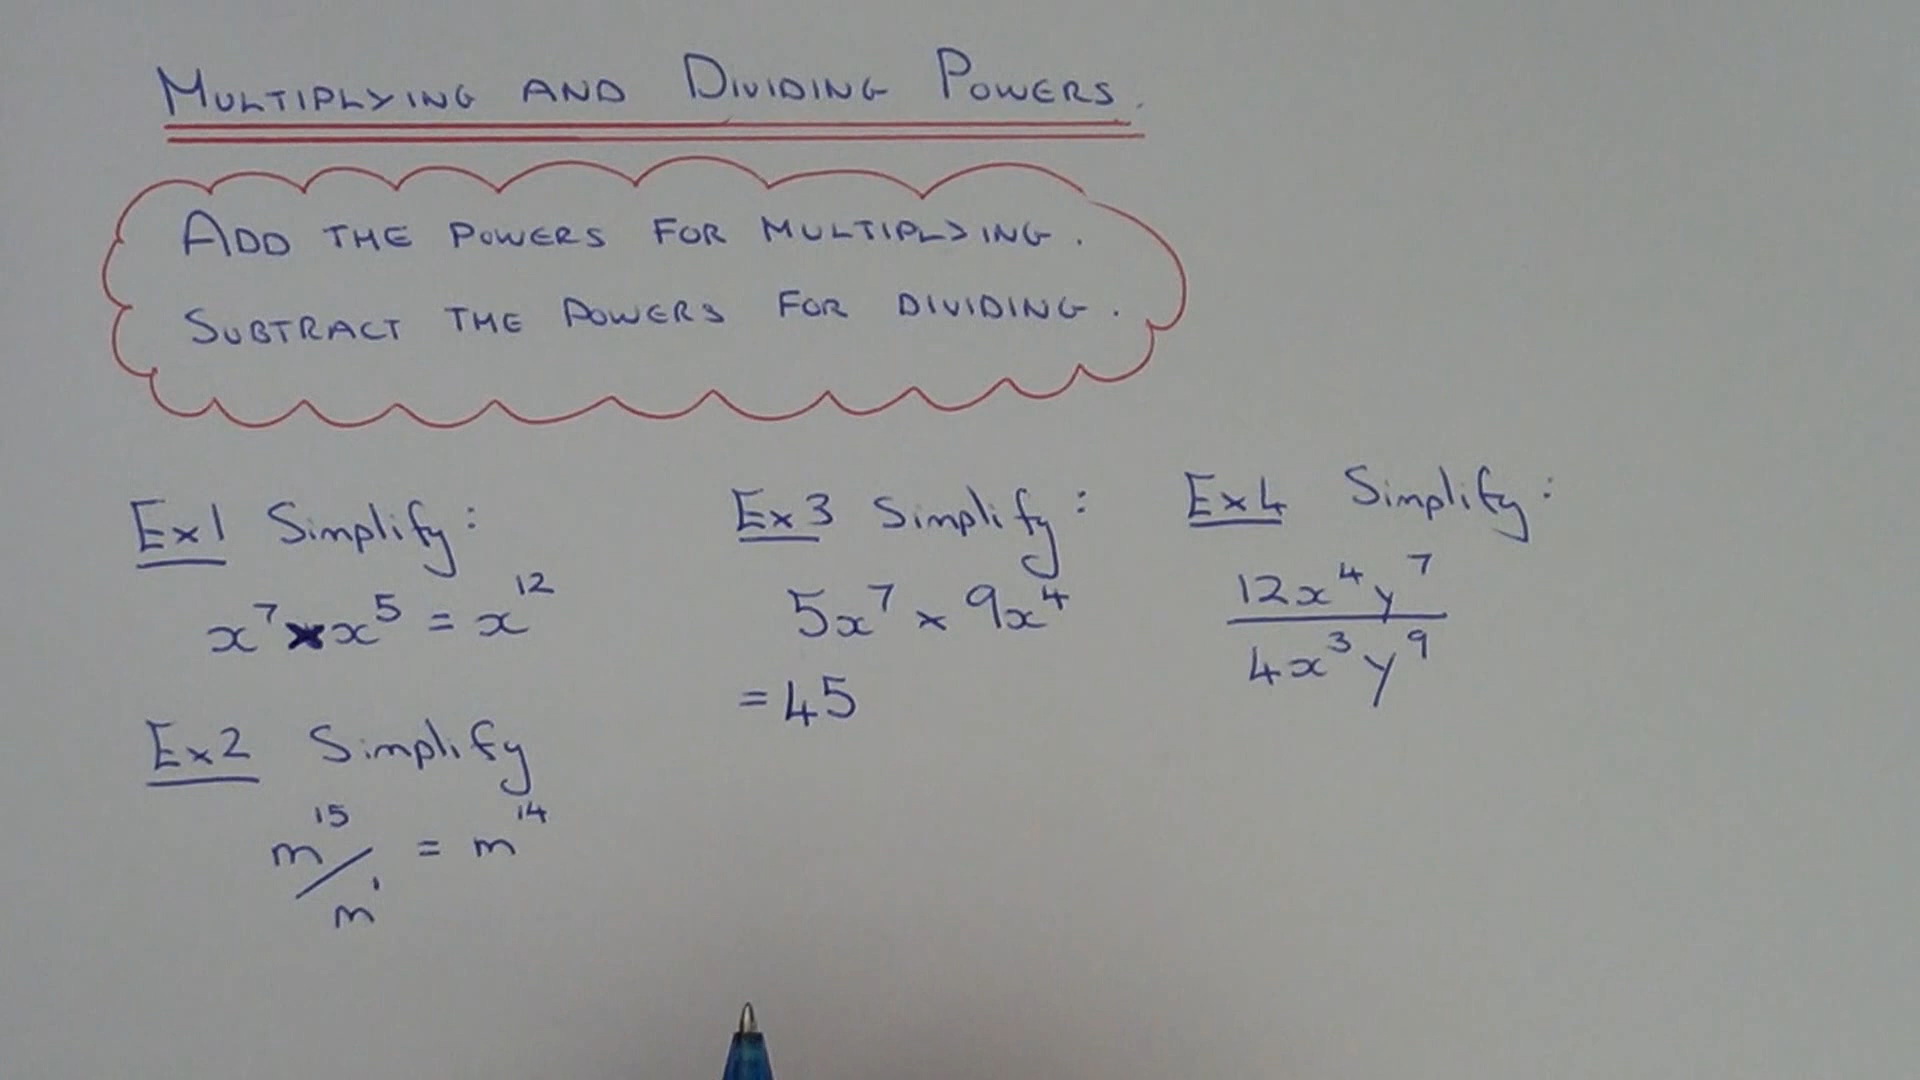 MULTIPLYING AND DIVIDING POWERS.
ADD THE POWERS FOR MULTIPLYING.
SUBTRACT THE POWERS FOR DIVIDING.
Ex1 Simplify:
x⁷ × x⁵ = x¹²
Ex2 Simplify
m¹⁵/m¹ = m¹⁴
Ex3 Simplify:
5x⁷ × 9x⁴
= 45
Ex4 Simplify:
12x⁴y⁷
4x³y⁹